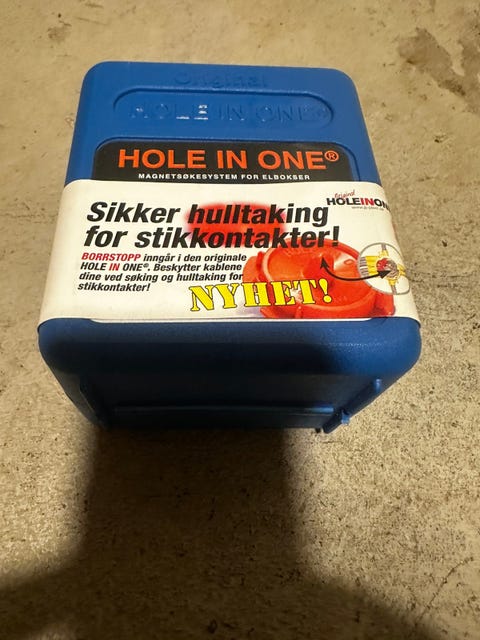 Original
HOLE IN ONE®
HOLE IN ONE®
MAGNETSØKESYSTEM FOR ELBOKSER
Original
HOLEINONE
Sikker hulltaking
for stikkontakter!
BORRSTOPP inngår i den originale
HOLE IN ONE®. Beskytter kablene
dine ved søking og hulltaking for
stikkontakter!
NYHET!